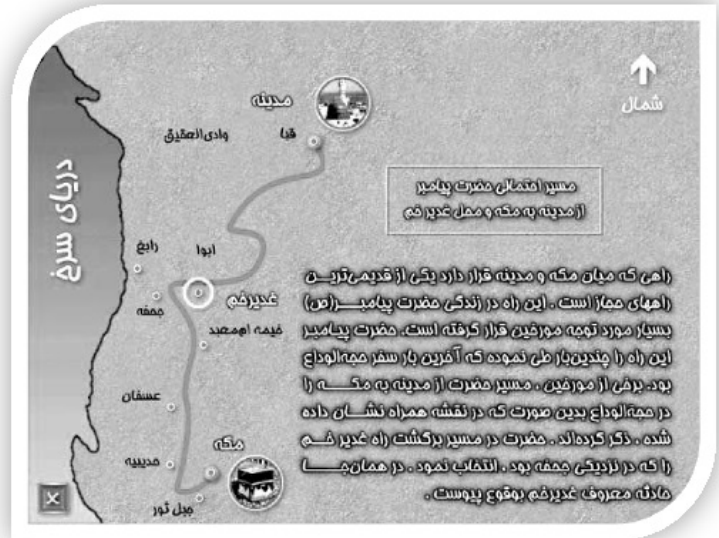 شمال
مدینه
قبا
وادی‌العقیق
دریای سرخ
مسیر احتمالی حضرت پیامبر
از مدینه به مکه و محل غدیر خم
ابوا
رابغ
غدیرخم
جحفه
خیمه ام‌معبد
عسفان
مکه
حدیبیه
جبل ثور
راهی که میان مکه و مدینه قرار دارد یکی از قدیمی‌ترین
راههای حجاز است . این راه در زندگی حضرت پیامبر(ص)
بسیار مورد توجه مورخین قرار گرفته است. حضرت پیامبر
این راه را چندین‌بار طی نموده که آخرین بار سفر حجه‌الوداع
بود. برخی از مورخین ، مسیر حضرت از مدینه به مکه را
در حجه‌الوداع بدین صورت که در نقشه همراه نشان داده
شده ، ذکر کرده‌اند . حضرت در مسیر برگشت راه غدیر خم
را که در نزدیکی جحفه بود ، انتخاب نمود . در همان‌جا
حادثه معروف غدیرخم بوقوع پیوست .